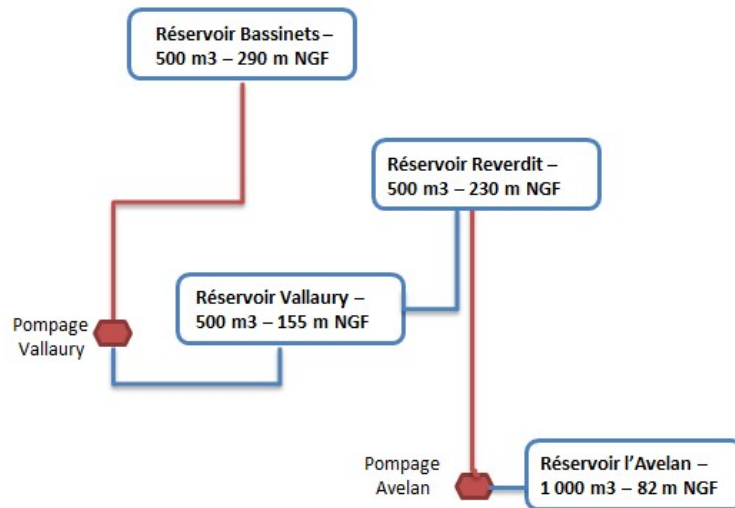 Réservoir Bassinets –
500 m3 – 290 m NGF
Réservoir Reverdit –
500 m3 – 230 m NGF
Réservoir Vallaury –
500 m3 – 155 m NGF
Pompage
Vallaury
Pompage
Avelan
Réservoir l’Avelan –
1 000 m3 – 82 m NGF